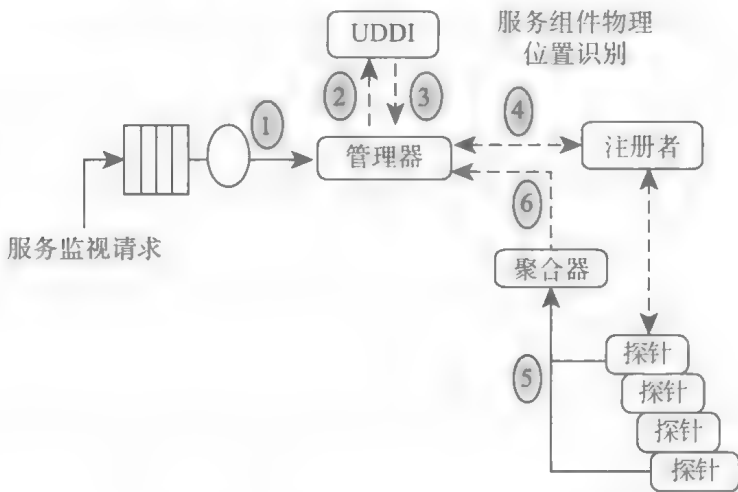 UDDI
服务组件物理
位置识别
②
③
①
④
管理器
注册者
服务监视请求
⑥
聚合器
⑤
探针
探针
探针
探针